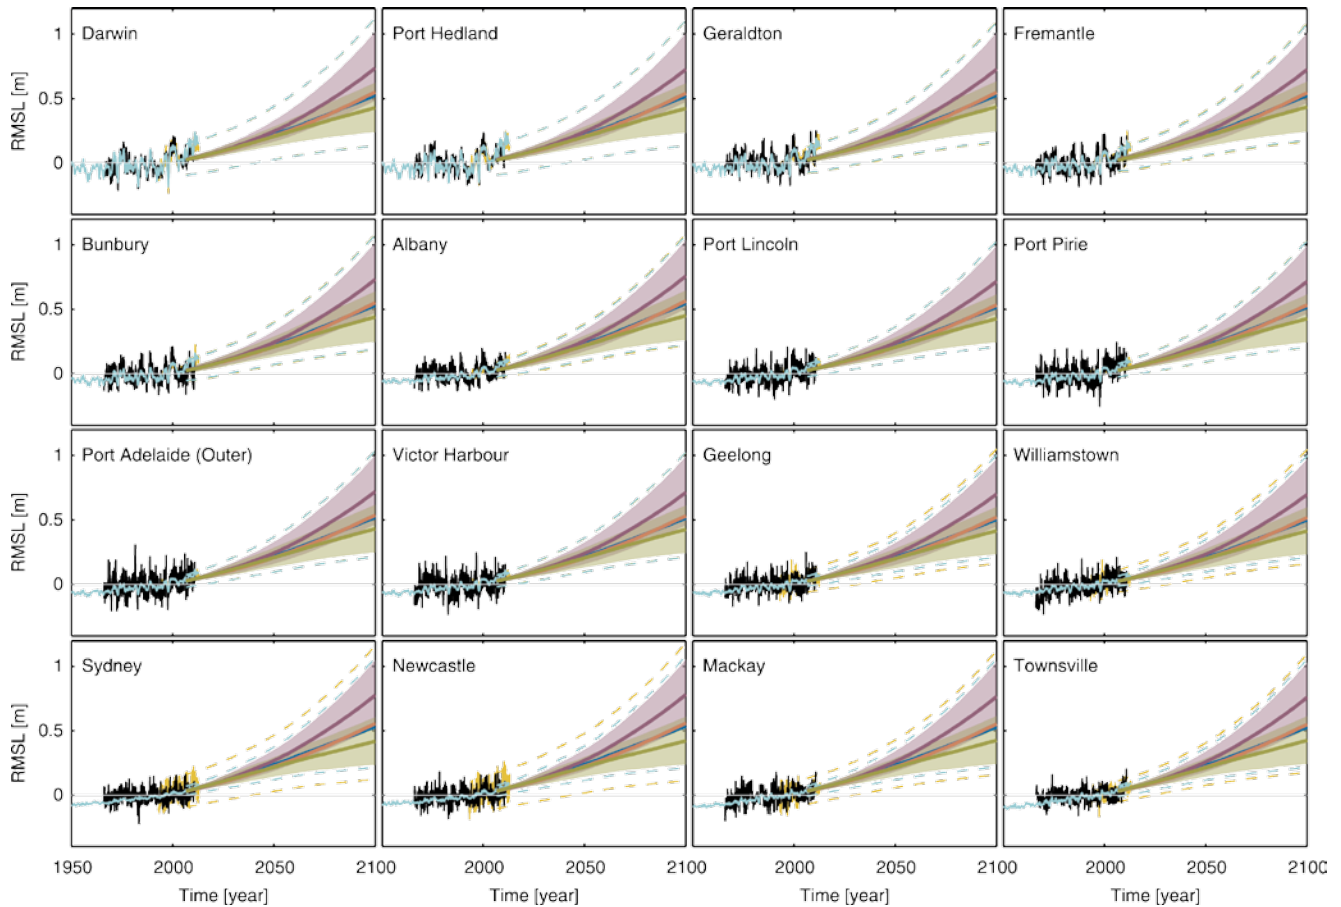 Darwin
Port Hedland
Geraldton
Fremantle
1
0.5
0
RMSL [m]
Bunbury
Albany
Port Lincoln
Port Pirie
1
0.5
0
RMSL [m]
Port Adelaide (Outer)
Victor Harbour
Geelong
Williamstown
1
0.5
0
RMSL [m]
Sydney
Newcastle
Mackay
Townsville
1
0.5
0
RMSL [m]
1950 2000 2050 2100 2000 2050 2100 2000 2050 2100 2000 2050 2100
Time [year] Time [year] Time [year] Time [year]